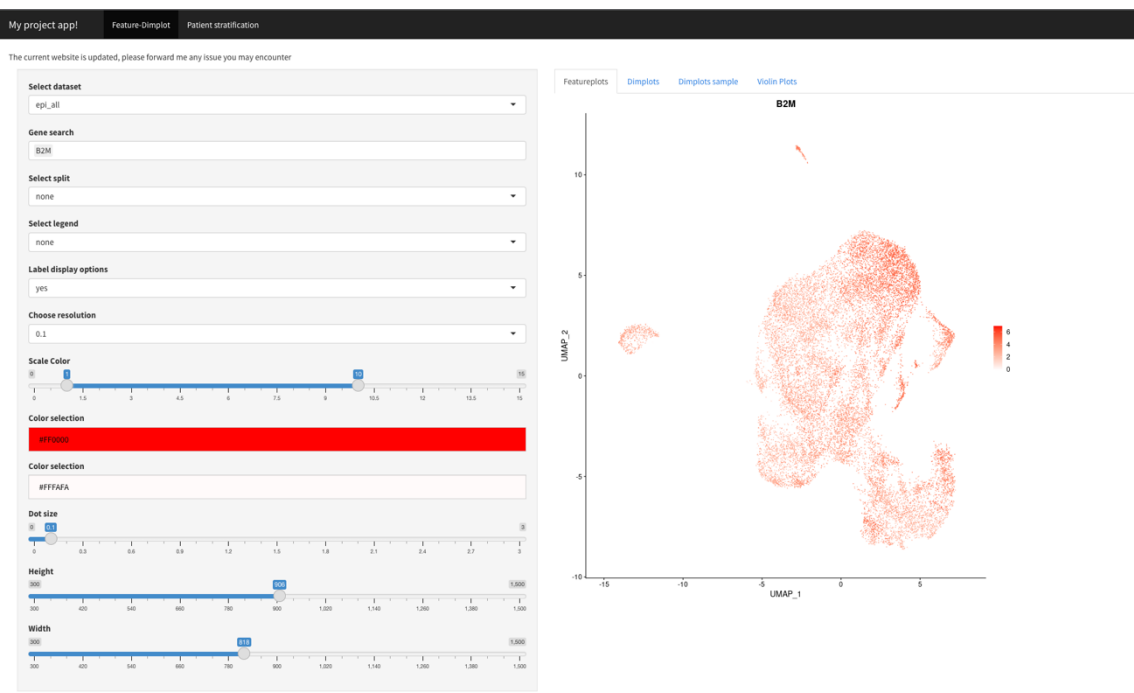 My project app! Feature-Dimplot Patient stratification
The current website is updated, please forward me any issue you may encounter
Select dataset
epi_all
Gene search
B2M
Select split
none
Select legend
none
Label display options
yes
Choose resolution
0.1
Scale Color
0 1 10 15
0 1.5 3 4.5 6 7.5 9 10.5 12 13.5 15
Color selection
#FF0000
Color selection
#FFFAFA
Dot size
0 0.1 3
0 0.3 0.6 0.9 1.2 1.5 1.8 2.1 2.4 2.7 3
Height
300 906 1,500
300 420 540 660 780 900 1,020 1,140 1,260 1,380 1,500
Width
300 818 1,500
300 420 540 660 780 900 1,020 1,140 1,260 1,380 1,500
Featureplots Dimplots Dimplots sample Violin Plots
B2M
10
5
0
-5
-10
UMAP_2
-15 -10 -5 0 5
UMAP_1
6
4
2
0